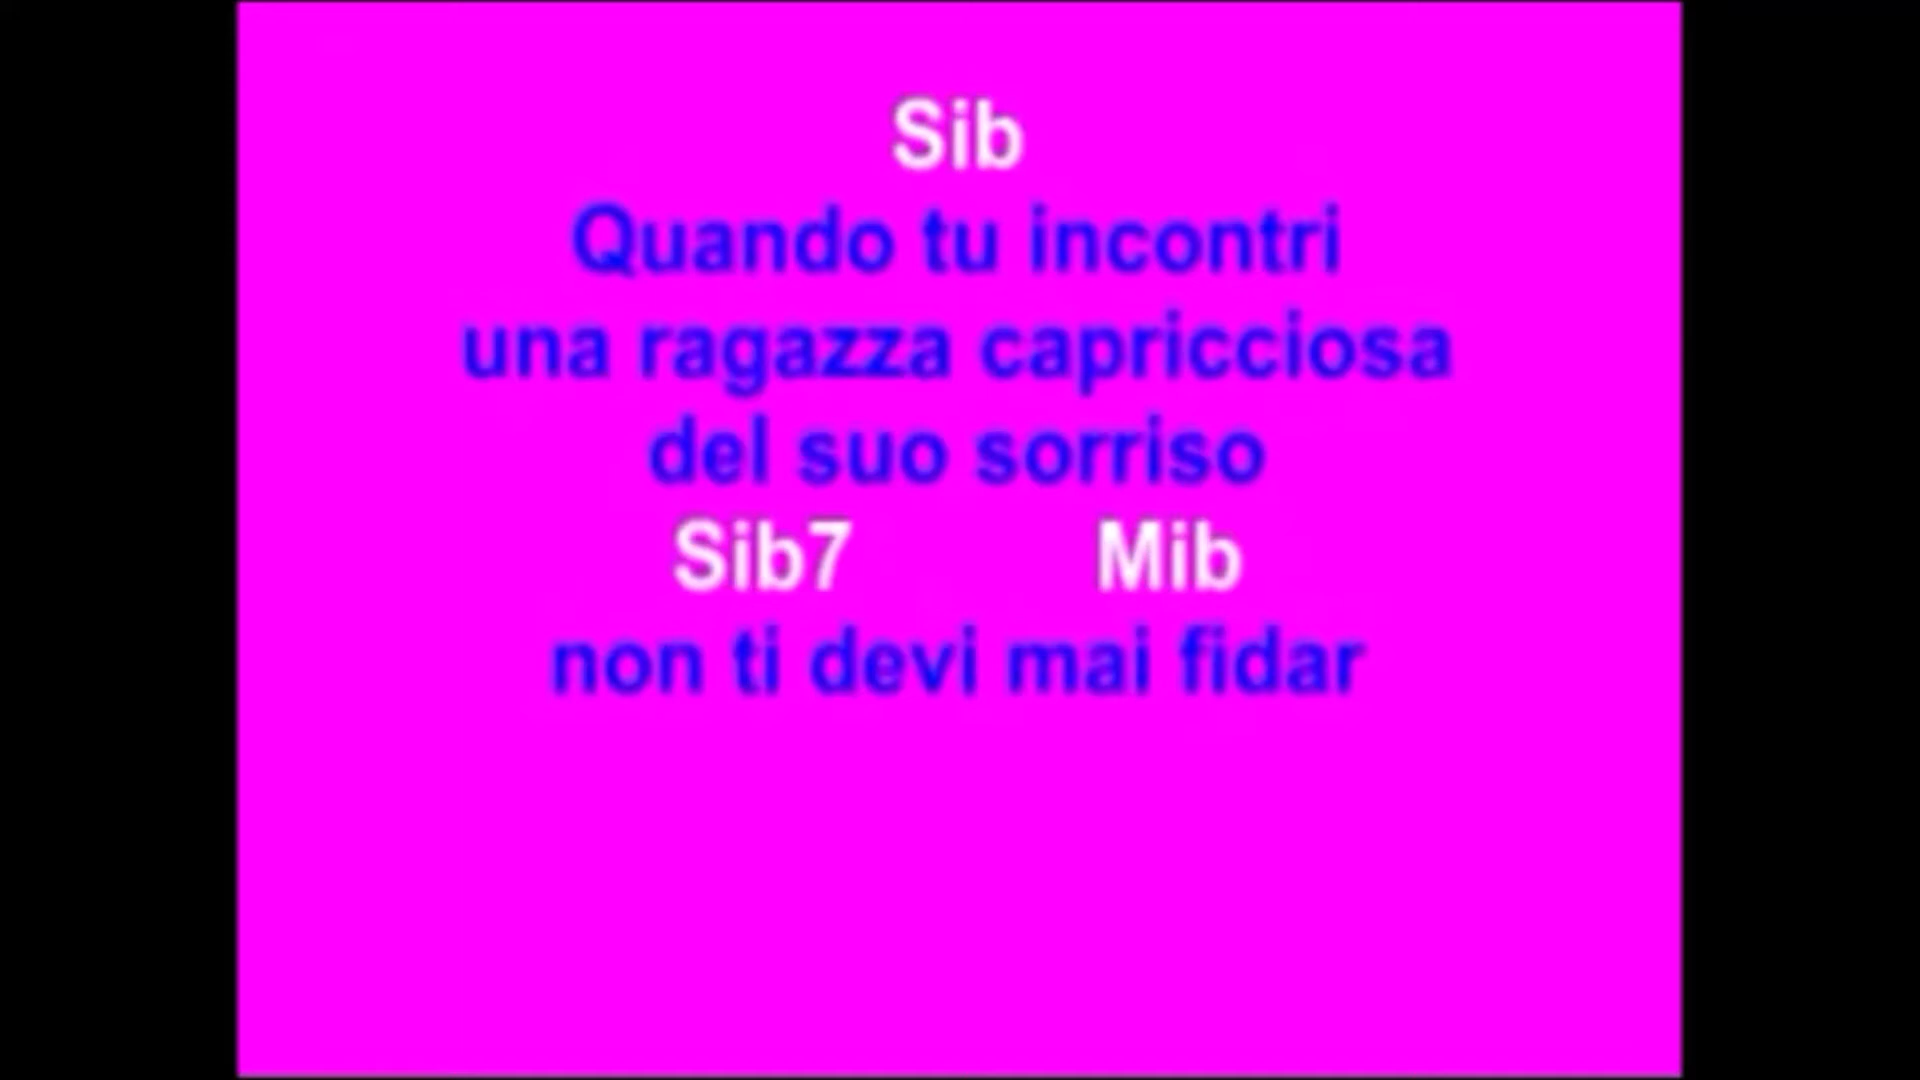 Sib
Quando tu incontri
una ragazza capricciosa
del suo sorriso
Sib7 Mib
non ti devi mai fidar